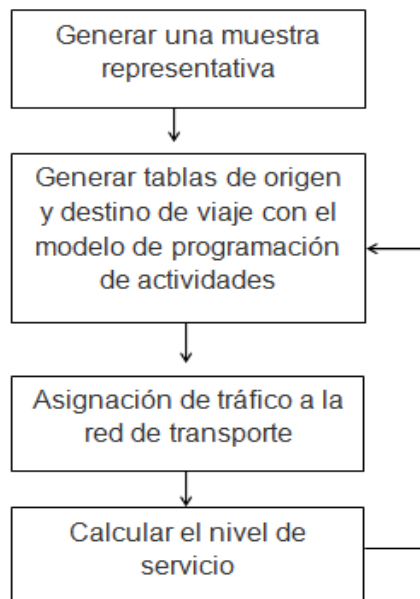 Generar una muestra
representativa
Generar tablas de origen
y destino de viaje con el
modelo de programación
de actividades
Asignación de tráfico a la
red de transporte
Calcular el nivel de
servicio